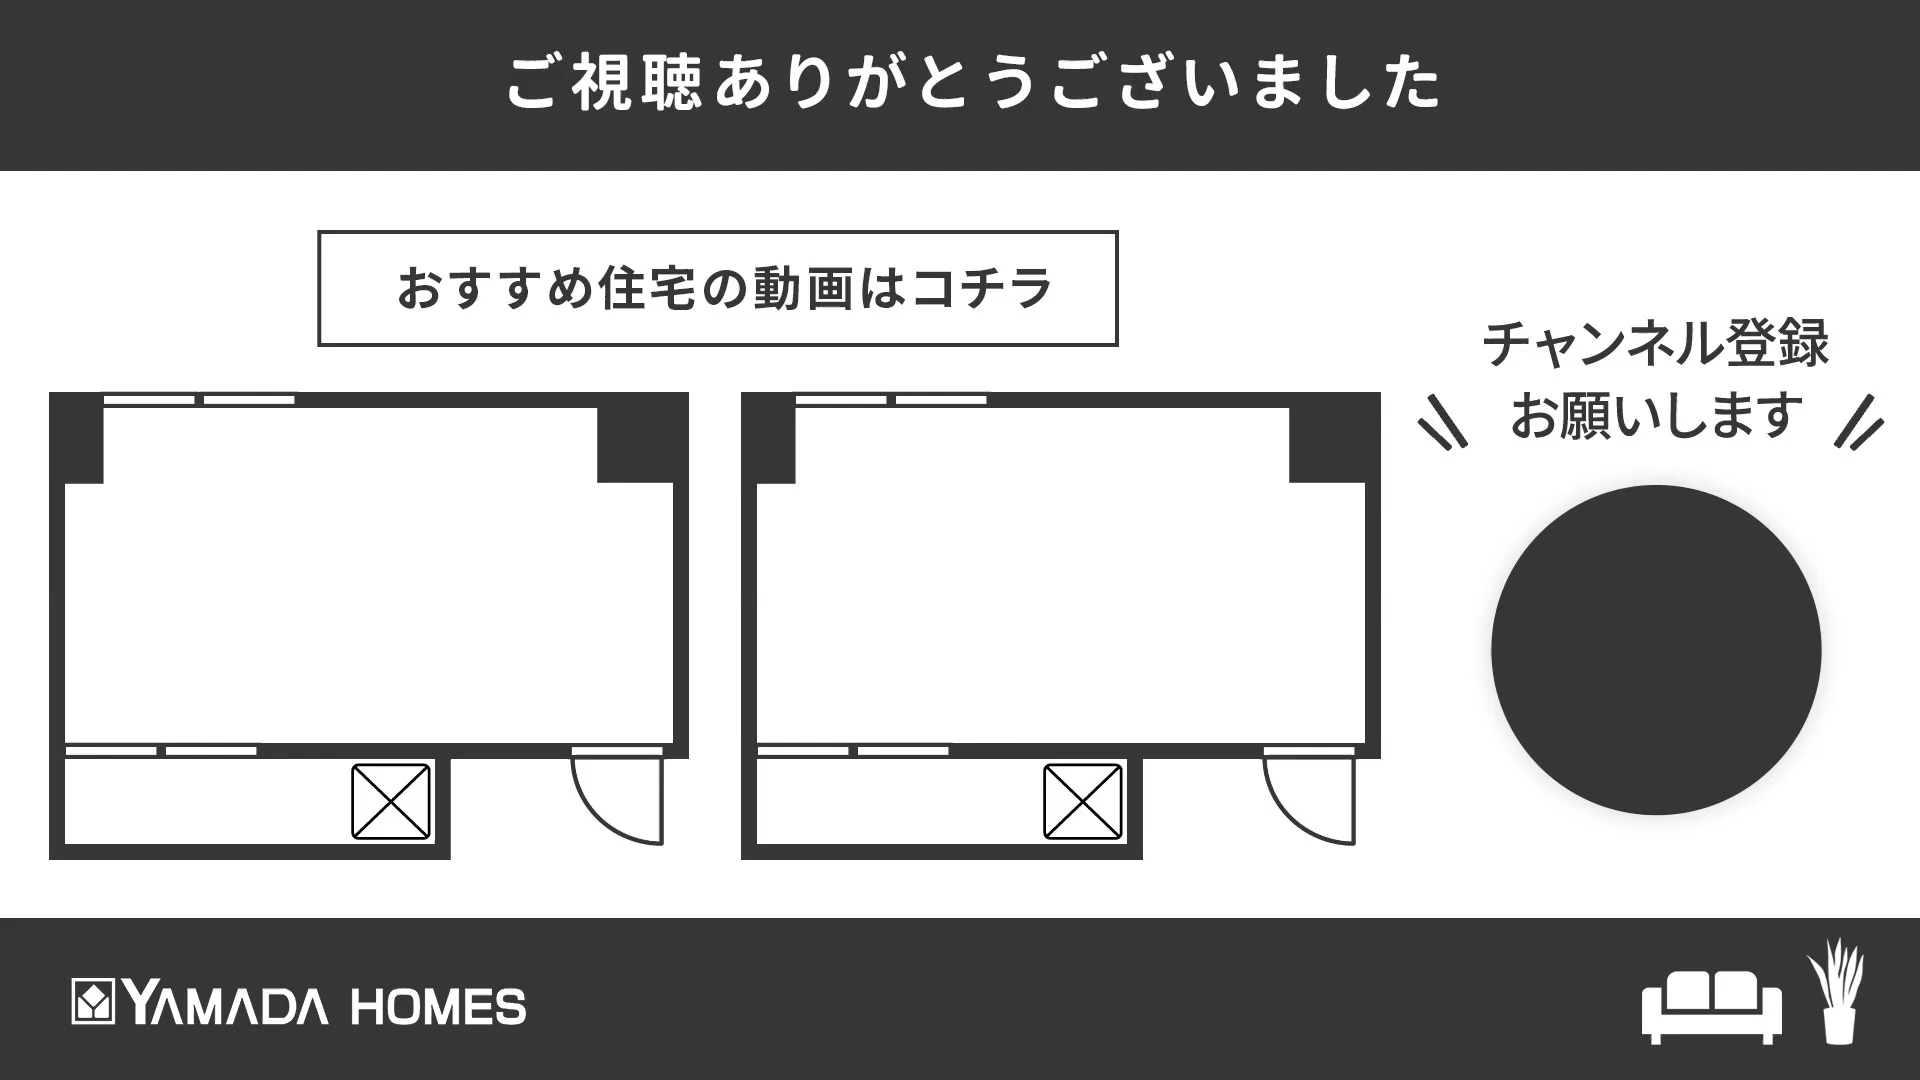 ご視聴ありがとうございました
おすすめ住宅の動画はコチラ
チャンネル登録
お願いします
YAMADA HOMES